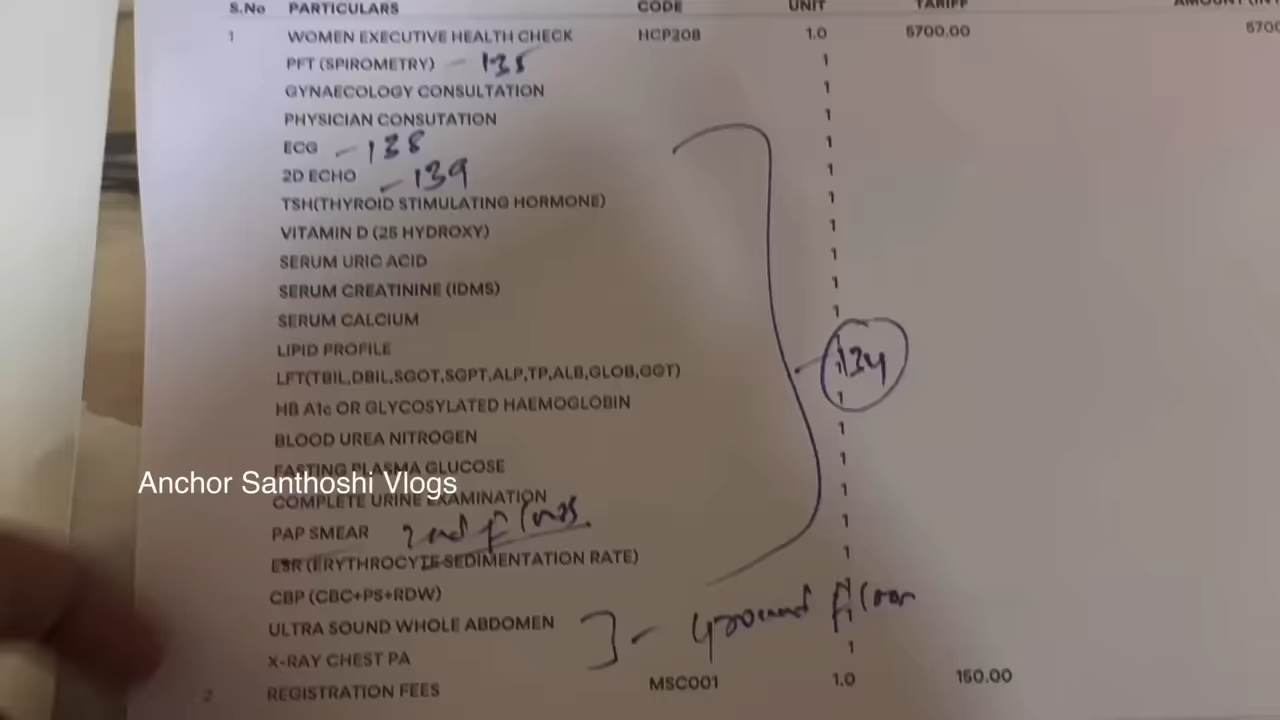 S.No PARTICULARS CODE UNIT TARIFF
1 WOMEN EXECUTIVE HEALTH CHECK HCP208 1.0 5700.00 5700
PFT (SPIROMETRY) - 135 1
GYNAECOLOGY CONSULTATION 1
PHYSICIAN CONSUTATION 1
ECG - 138 1
2D ECHO - 139 1
TSH(THYROID STIMULATING HORMONE) 1
VITAMIN D (25 HYDROXY) 1
SERUM URIC ACID 1
SERUM CREATININE (IDMS) 1
SERUM CALCIUM 1
LIPID PROFILE
LFT(TBIL,DBIL,SGOT,SGPT,ALP,TP,ALB,GLOB,GGT) 134
HB A1c OR GLYCOSYLATED HAEMOGLOBIN 1
BLOOD UREA NITROGEN 1
FASTING PLASMA GLUCOSE 1
Anchor Santhoshi Vlogs
COMPLETE URINE EXAMINATION 1
PAP SMEAR 2nd floor 1
ESR (ERYTHROCYTE SEDIMENTATION RATE) 1
CBP (CBC+PS+RDW) 1
ULTRA SOUND WHOLE ABDOMEN - ground floor 1
X-RAY CHEST PA 1
2 REGISTRATION FEES MSC001 1.0 150.00